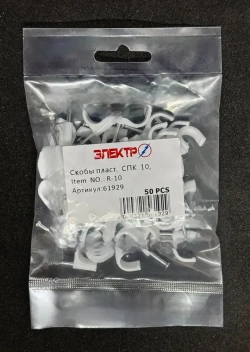 ЭЛЕКТР
Скобы пласт. СПК 10,
Item NO.: R-10
Артикул:61929
50 PCS